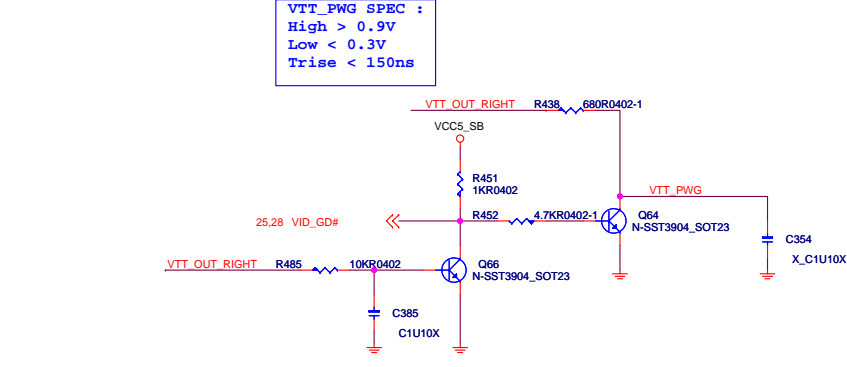 VTT_PWG SPEC :
High > 0.9V
Low < 0.3V
Trise < 150ns
VTT_OUT_RIGHT R438 680R0402-1
VCC5_SB
R451
1KR0402
VTT_PWG
25,28 VID_GD#
R452 4.7KR0402-1
Q64
N-SST3904_SOT23
C354
X_C1U10X
VTT_OUT_RIGHT R485 10KR0402
Q66
N-SST3904_SOT23
C385
C1U10X